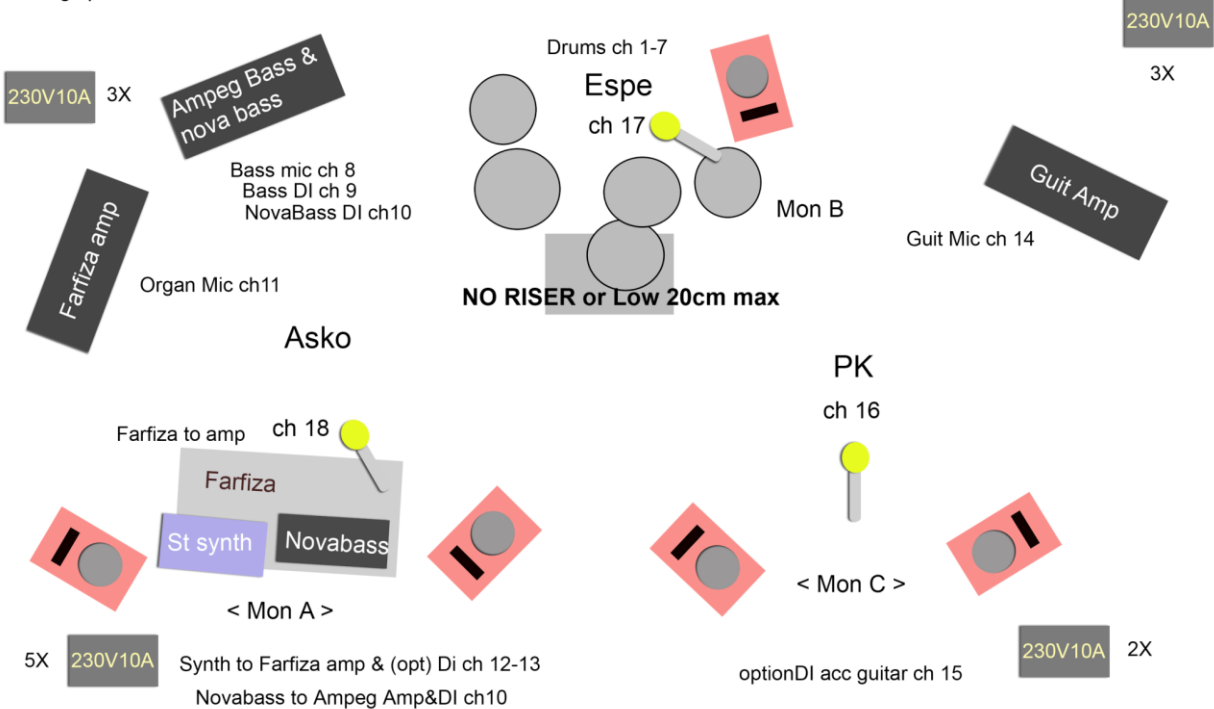 230V10A
3X
Ampeg Bass &
nova bass
Bass mic ch 8
Bass DI ch 9
NovaBass DI ch10
Farfiza amp
Organ Mic ch11
Asko
Drums ch 1-7
Espe
ch 17
Mon B
NO RISER or Low 20cm max
230V10A
3X
Guit Amp
Guit Mic ch 14
PK
ch 16
Farfiza to amp
ch 18
Farfiza
St synth
Novabass
< Mon A >
5X
230V10A
Synth to Farfiza amp & (opt) Di ch 12-13
Novabass to Ampeg Amp&DI ch10
< Mon C >
optionDI acc guitar ch 15
230V10A
2X